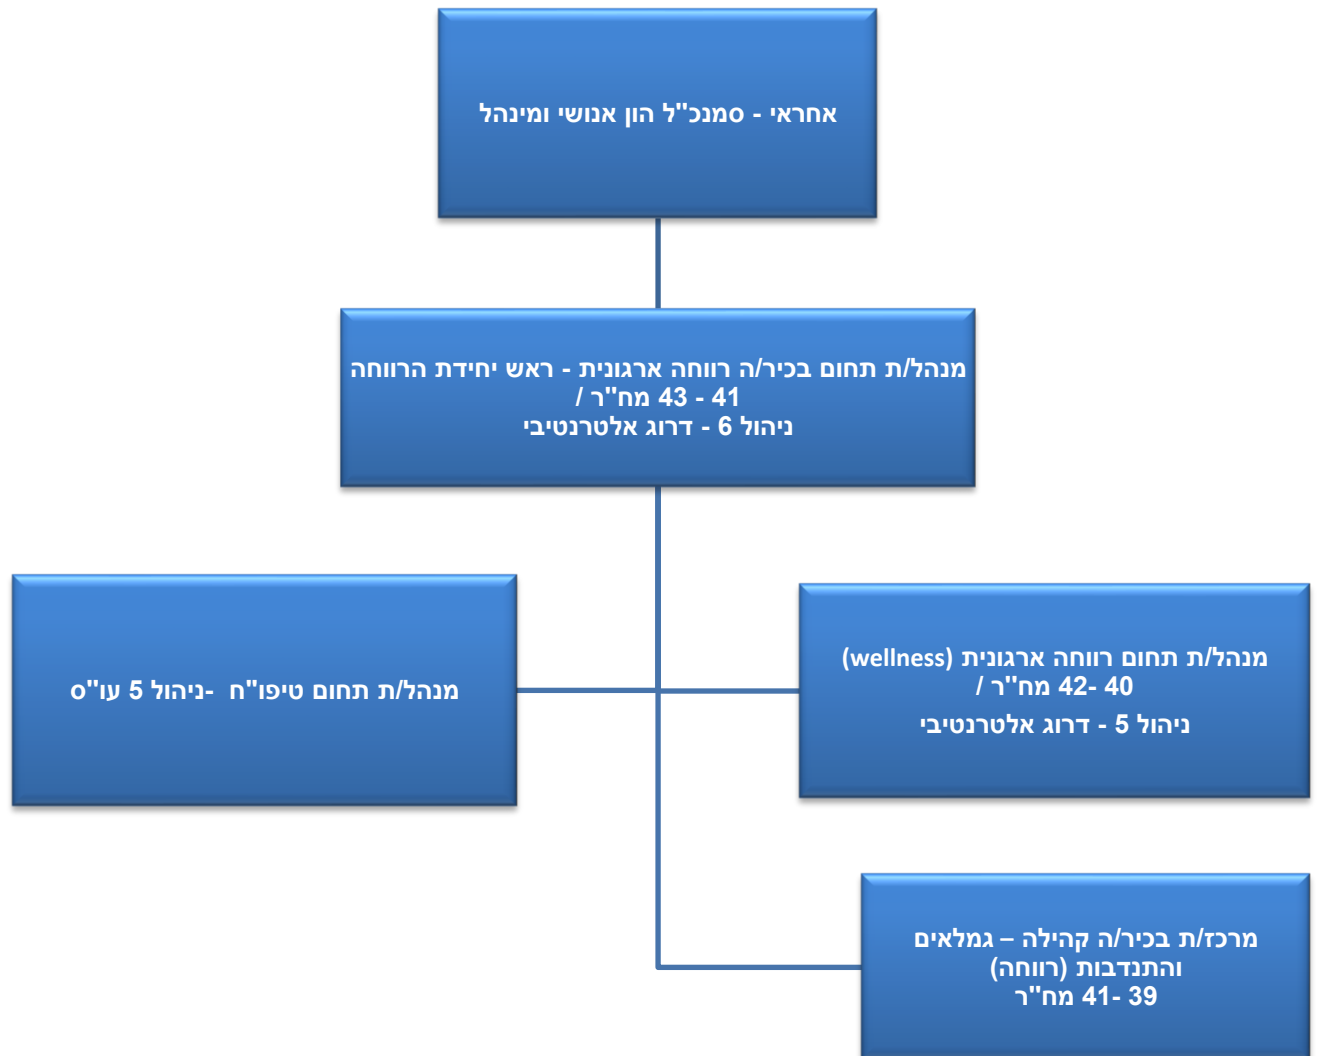 אחראי - סמנכ"ל הון אנושי ומינהל
מנהל/ת תחום בכיר/ה רווחה ארגונית - ראש יחידת הרווחה
41 - 43 מח"ר /
ניהול 6 - דרוג אלטרנטיבי
מנהל/ת תחום רווחה ארגונית (wellness)
40 -42 מח"ר /
ניהול 5 - דרוג אלטרנטיבי
מנהל/ת תחום טיפו"ח -ניהול 5 עו"ס
מרכז/ת בכיר/ה קהילה – גמלאים
והתנדבות (רווחה)
39 -41 מח"ר